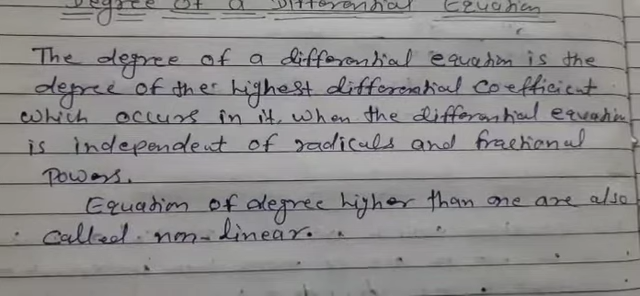 Degree of a Differential Equation
The degree of a differential equation is the
degree of the highest differential coefficient
which occurs in it, when the differential equation
is independent of radicals and fractional
powers.
Equation of degree higher than one are also
called non-linear.